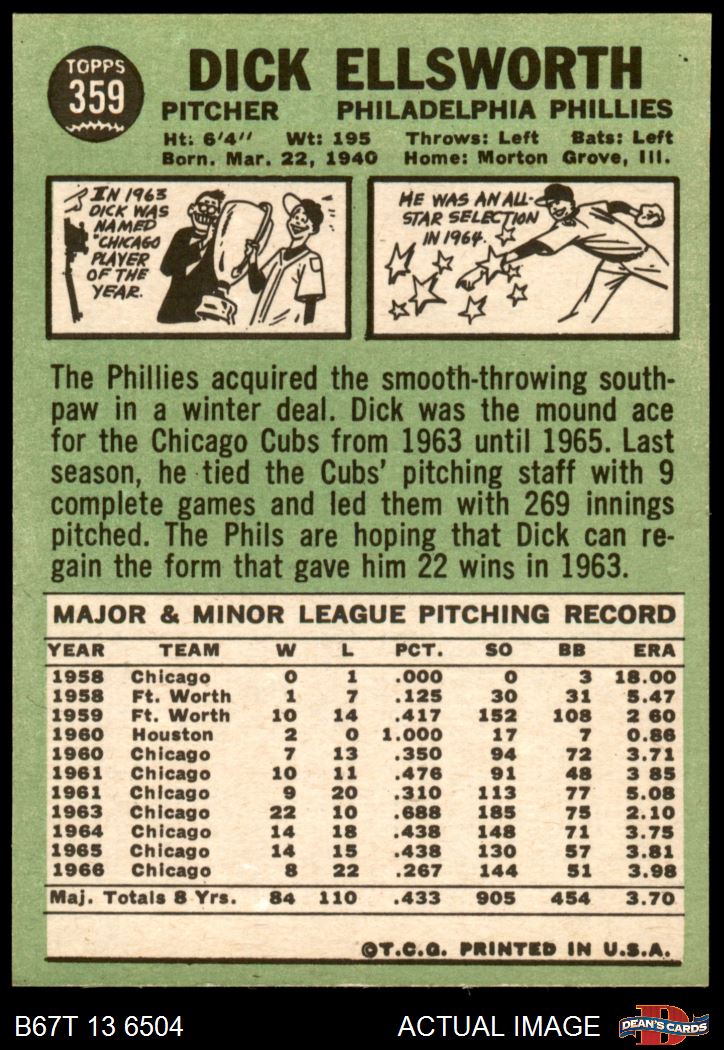 TOPPS
359
DICK ELLSWORTH
PITCHER PHILADELPHIA PHILLIES
Ht: 6'4" Wt: 195 Throws: Left Bats: Left
Born. Mar. 22, 1940 Home: Morton Grove, Ill.
IN 1963
DICK WAS
NAMED
"CHICAGO
PLAYER
OF THE
YEAR.
HE WAS AN ALL-
STAR SELECTION
IN 1964.
The Phillies acquired the smooth-throwing south-
paw in a winter deal. Dick was the mound ace
for the Chicago Cubs from 1963 until 1965. Last
season, he tied the Cubs' pitching staff with 9
complete games and led them with 269 innings
pitched. The Phils are hoping that Dick can re-
gain the form that gave him 22 wins in 1963.
MAJOR & MINOR LEAGUE PITCHING RECORD
YEAR TEAM W L PCT. SO BB ERA
1958 Chicago 0 1 .000 0 3 18.00
1958 Ft. Worth 1 7 .125 30 31 5.47
1959 Ft. Worth 10 14 .417 152 108 2 60
1960 Houston 2 0 1.000 17 7 0.86
1960 Chicago 7 13 .350 94 72 3.71
1961 Chicago 10 11 .476 91 48 3 85
1961 Chicago 9 20 .310 113 77 5.08
1963 Chicago 22 10 .688 185 75 2.10
1964 Chicago 14 18 .438 148 71 3.75
1965 Chicago 14 15 .438 130 57 3.81
1966 Chicago 8 22 .267 144 51 3.98
Maj. Totals 8 Yrs. 84 110 .433 905 454 3.70
©T.C.G. PRINTED IN U.S.A.
B67T 13 6504 ACTUAL IMAGE
D
DEAN'S CARDS